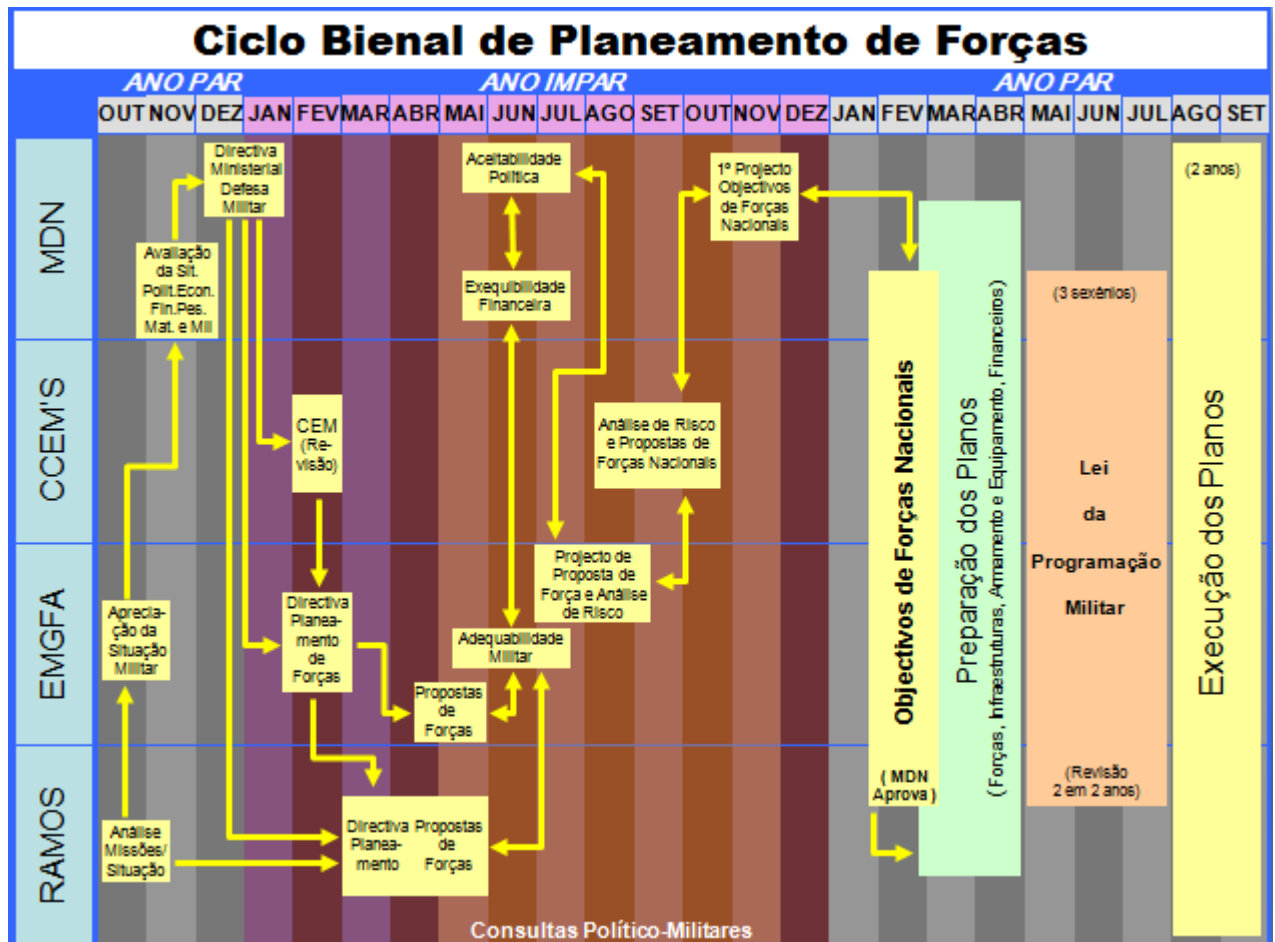 Ciclo Bienal de Planeamento de Forças
ANO PAR
ANO IMPAR
ANO PAR
OUT NOV DEZ JAN FEV MAR ABR MAI JUN JUL AGO SET OUT NOV DEZ JAN FEV MAR ABR MAI JUN JUL AGO SET
MDN
Directiva
Ministerial
Defesa
Militar
Avaliação
da Sit.
Polit.Econ.
Fin.Pes.
Mat. e Mil
Aceitabilidade
Política
Exequibilidade
Financeira
1º Projecto
Objectivos
de Forças
Nacionais
CCEM'S
CEM
(Re-
visão)
Análise de Risco
e Propostas de
Forças Nacionais
EMGFA
Aprecia-
ção da
Situação
Militar
Directiva
Planea-
mento
de
Forças
Propostas
de
Forças
Adequabilidade
Militar
Projecto de
Proposta de
Força e Análise
de Risco
RAMOS
Análise
Missões/
Situação
Directiva
Planea-
mento
Propostas
de
Forças
Objectivos de Forças Nacionais
( MDN
Aprova )
Preparação dos Planos
( Forças, Infraestruturas, Armamento e Equipamento, Financeiros)
(3 sexénios)
Lei
da
Programação
Militar
(Revisão
2 em 2 anos)
(2 anos)
Execução dos Planos
Consultas Político-Militares